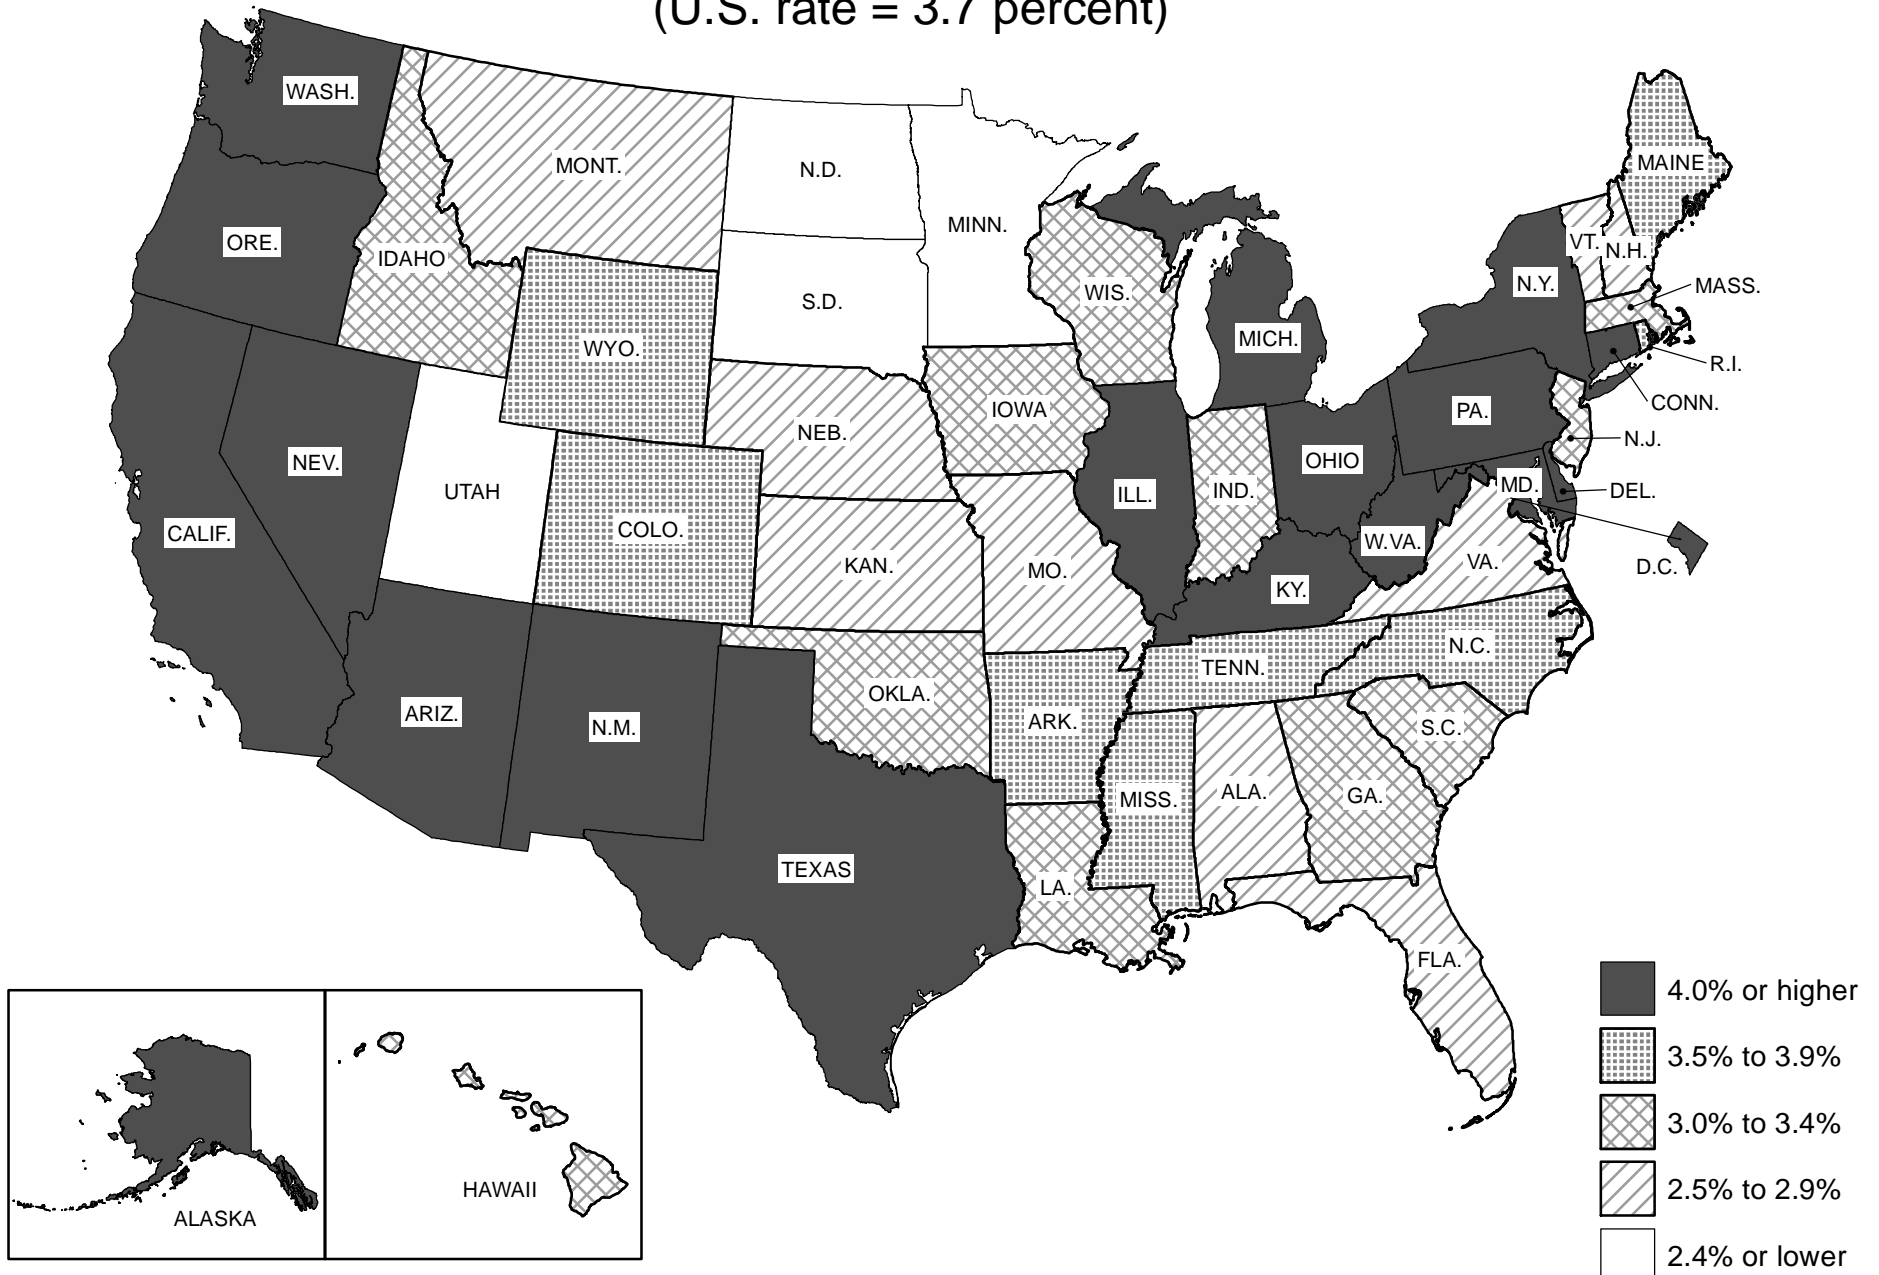 (U.S. rate = 3.7 percent)
WASH.
MONT.
N.D.
MINN.
MAINE
ORE.
IDAHO
VT.
N.H.
S.D.
WIS.
N.Y.
MASS.
WYO.
MICH.
R.I.
IOWA
PA.
CONN.
NEB.
N.J.
NEV.
UTAH
OHIO
ILL.
IND.
MD.
DEL.
CALIF.
COLO.
W.VA.
KAN.
MO.
VA.
D.C.
KY.
N.C.
TENN.
OKLA.
ARIZ.
N.M.
ARK.
S.C.
MISS.
ALA.
GA.
TEXAS
LA.
FLA.
HAWAII
ALASKA
4.0% or higher
3.5% to 3.9%
3.0% to 3.4%
2.5% to 2.9%
2.4% or lower